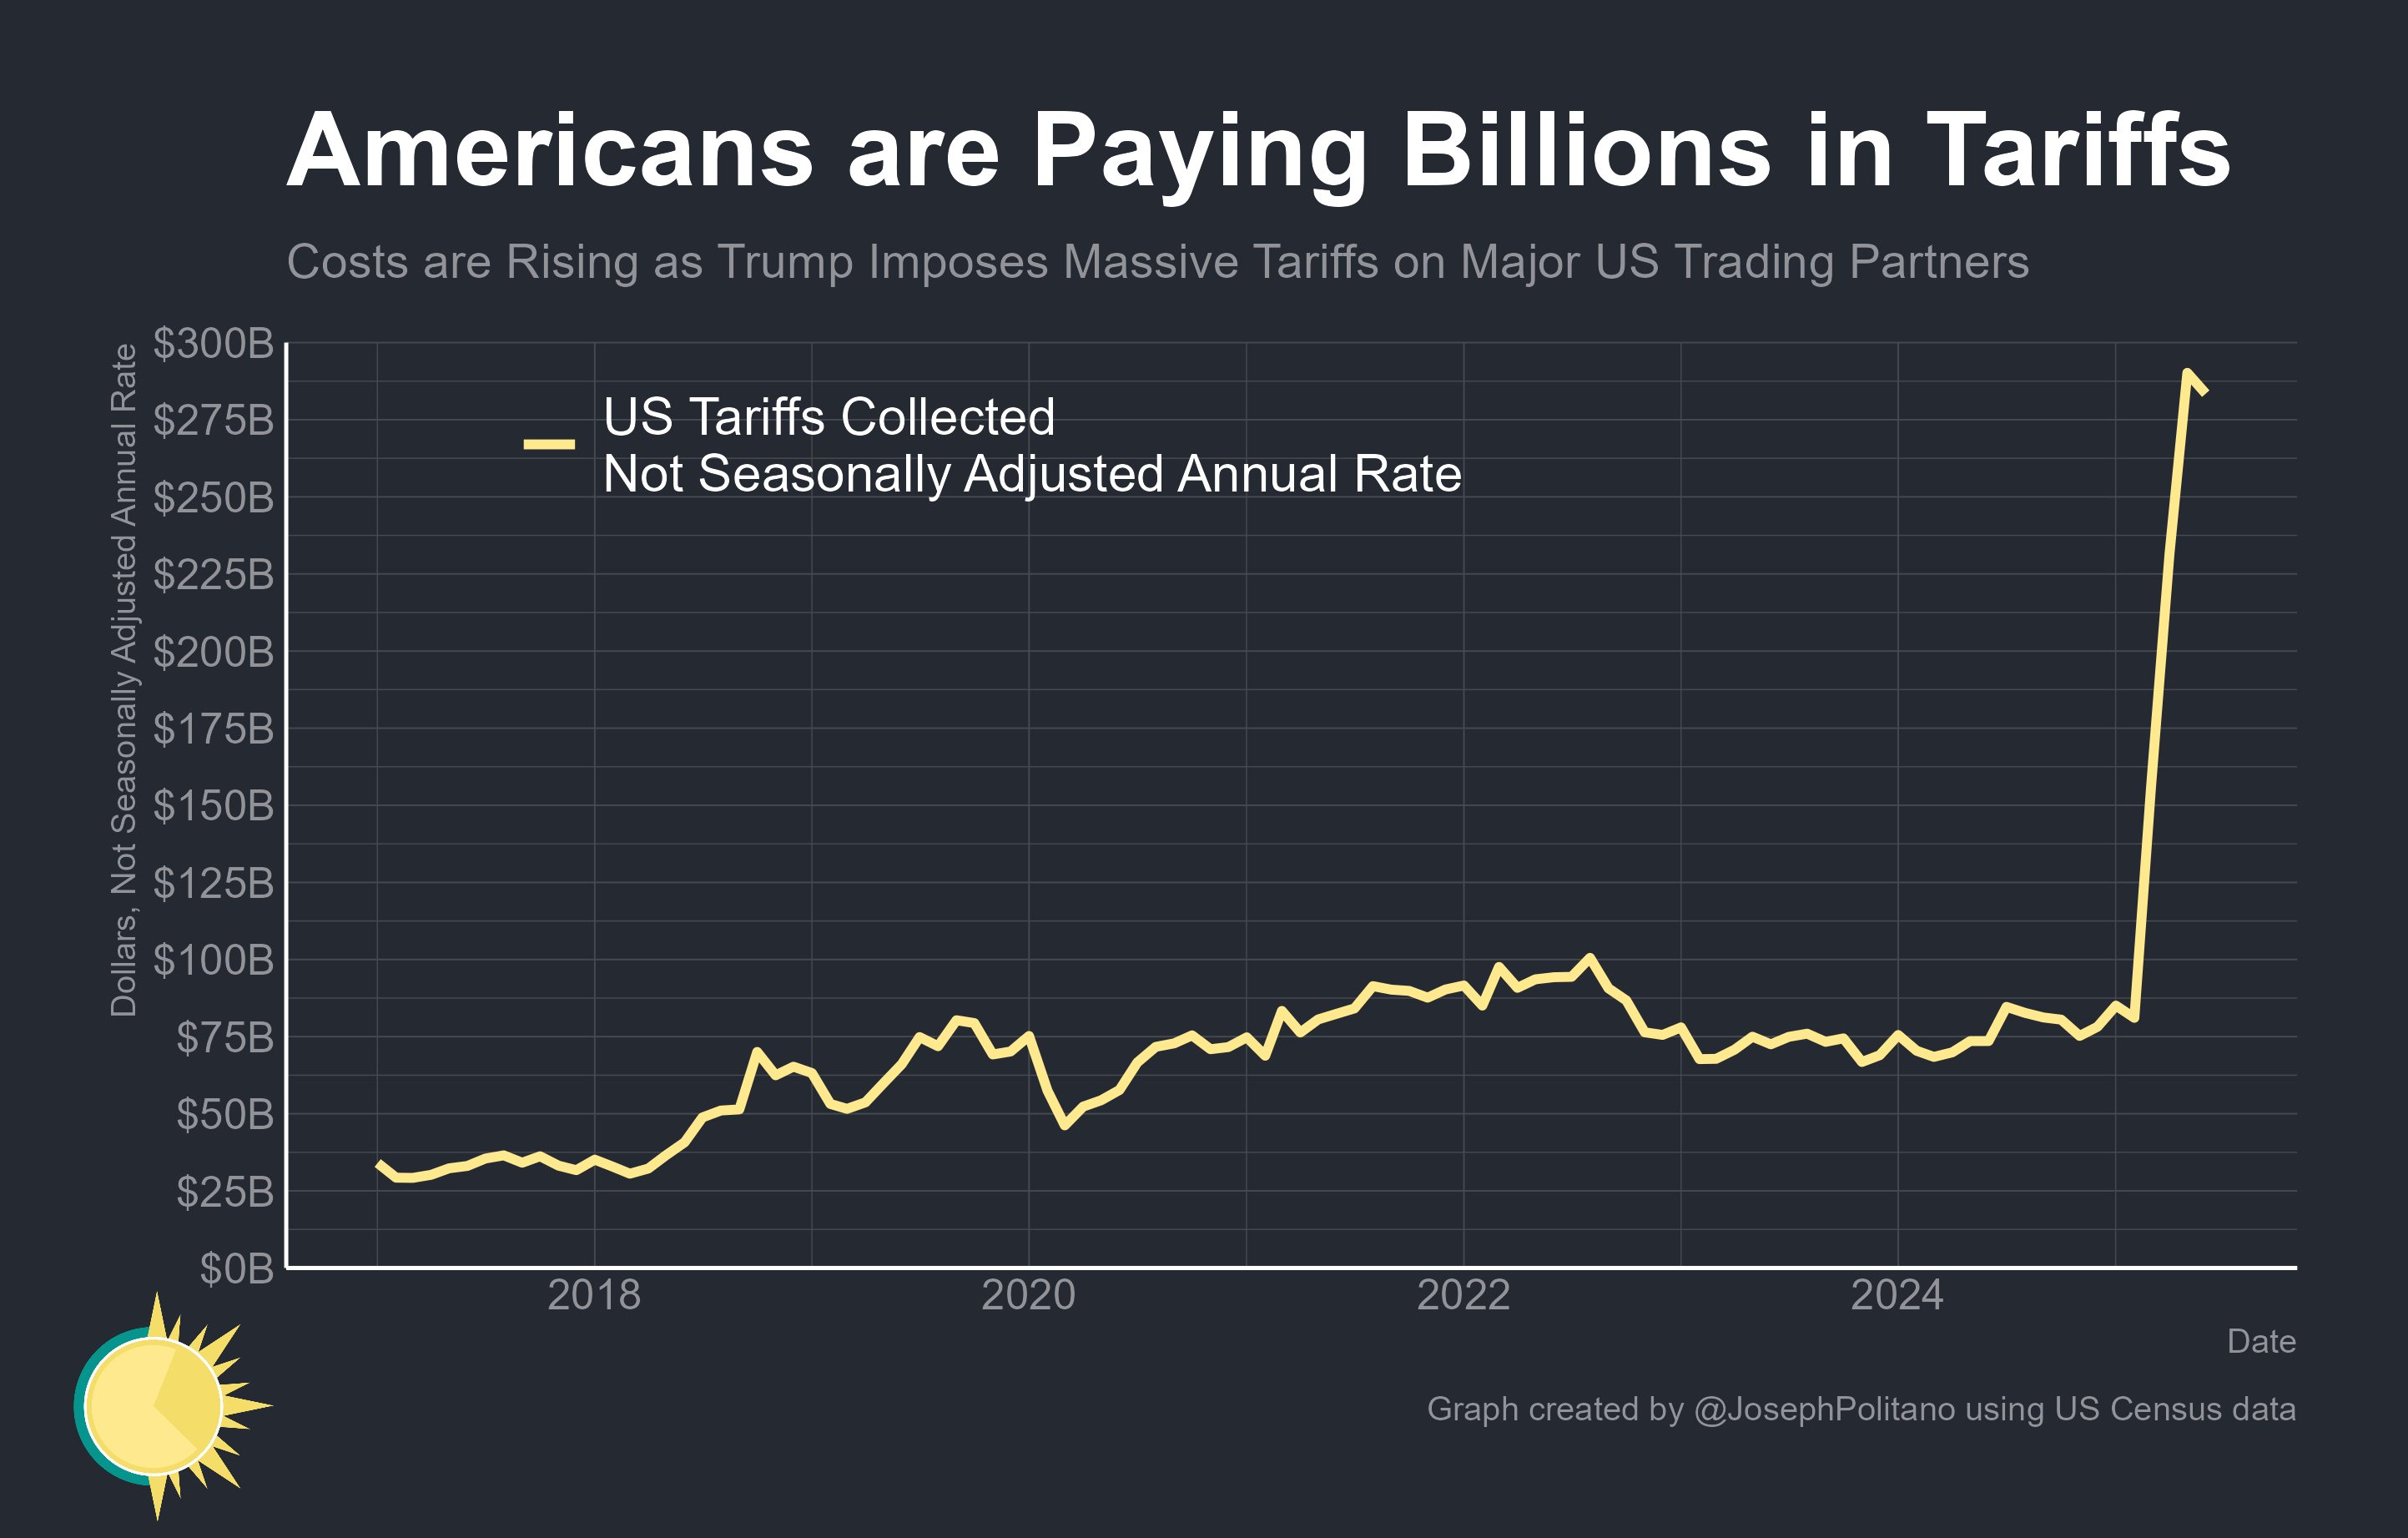 Americans are Paying Billions in Tariffs
Costs are Rising as Trump Imposes Massive Tariffs on Major US Trading Partners
Dollars, Not Seasonally Adjusted Annual Rate
$300B
$275B
$250B
$225B
$200B
$175B
$150B
$125B
$100B
$75B
$50B
$25B
$0B
US Tariffs Collected
Not Seasonally Adjusted Annual Rate
2018 2020 2022 2024
Date
Graph created by @JosephPolitano using US Census data